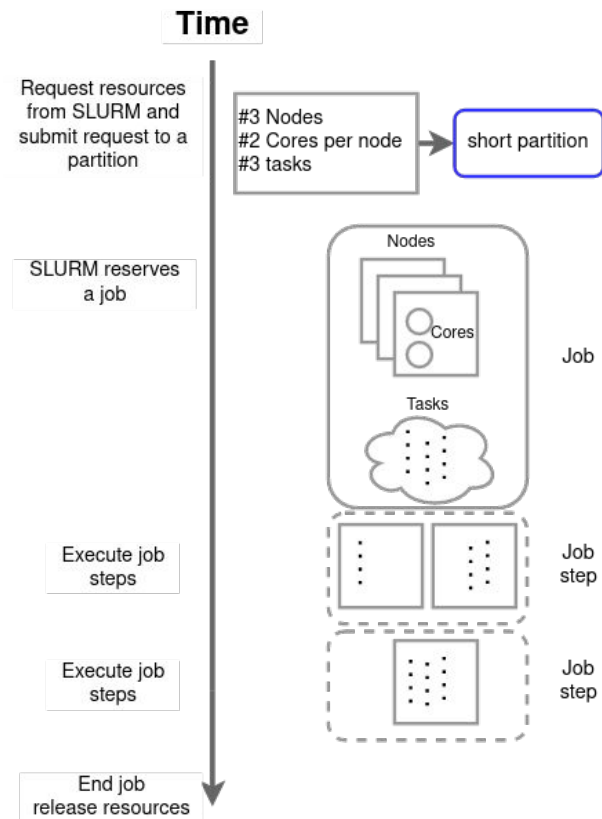 Time
Request resources
from SLURM and
submit request to a
partition
#3 Nodes
#2 Cores per node
#3 tasks
short partition
SLURM reserves
a job
Nodes
Cores
Tasks
Job
Execute job
steps
Job
step
Execute job
steps
Job
step
End job
release resources